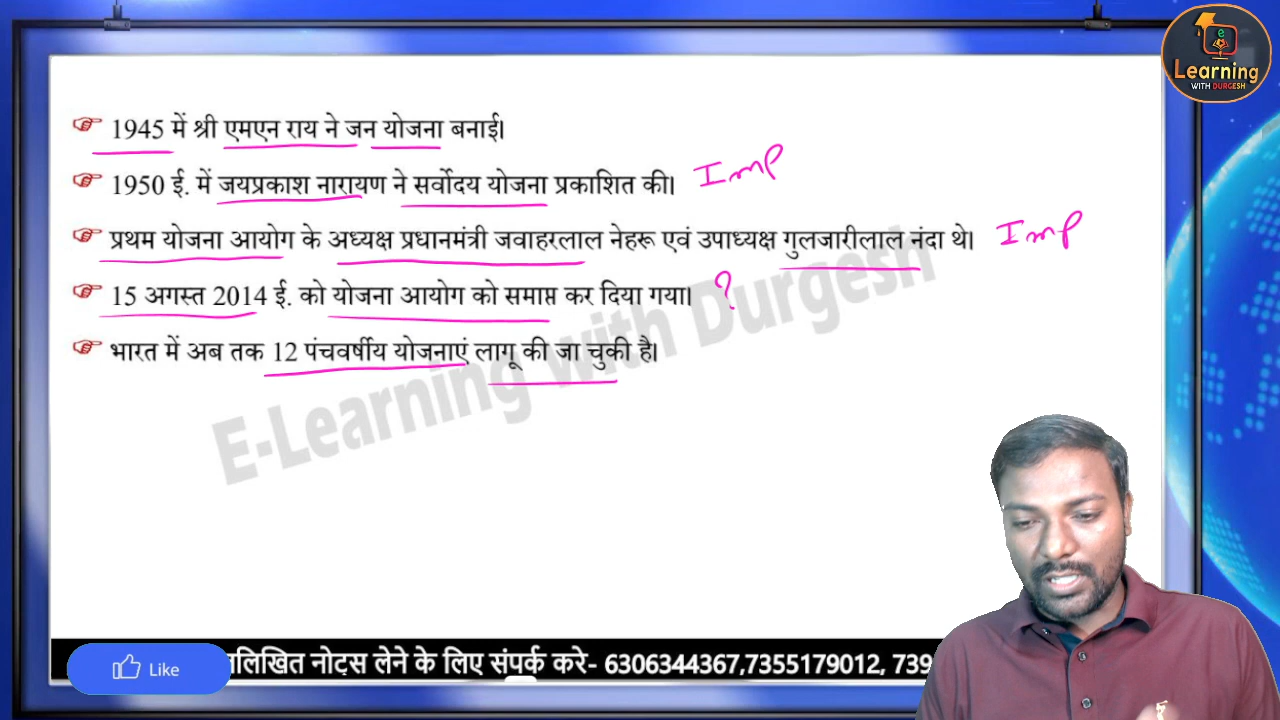 e
Learning
WITH DURGESH
1945 में श्री एमएन राय ने जन योजना बनाई।
1950 ई. में जयप्रकाश नारायण ने सर्वोदय योजना प्रकाशित की। Imp
प्रथम योजना आयोग के अध्यक्ष प्रधानमंत्री जवाहरलाल नेहरू एवं उपाध्यक्ष गुलजारीलाल नंदा थे। Imp
15 अगस्त 2014 ई. को योजना आयोग को समाप्त कर दिया गया। ?
भारत में अब तक 12 पंचवर्षीय योजनाएं लागू की जा चुकी है।
E-Learning with Durgesh
Like
नोट्स लेने के लिए संपर्क करे- 6306344367,7355179012, 739